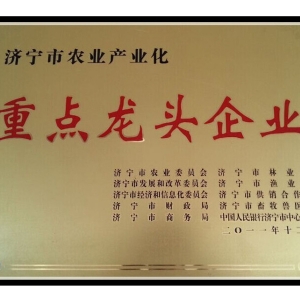 济宁市农业产业化
重点龙头企业
济宁市农业委员会 济宁市林业
济宁市发展和改革委员会 济宁市渔业
济宁市经济和信息化委员会 济宁市供销合作
济宁市财政局 济宁市畜牧兽医
济宁市商务局 中国人民银行济宁市中心
二〇一一年十二